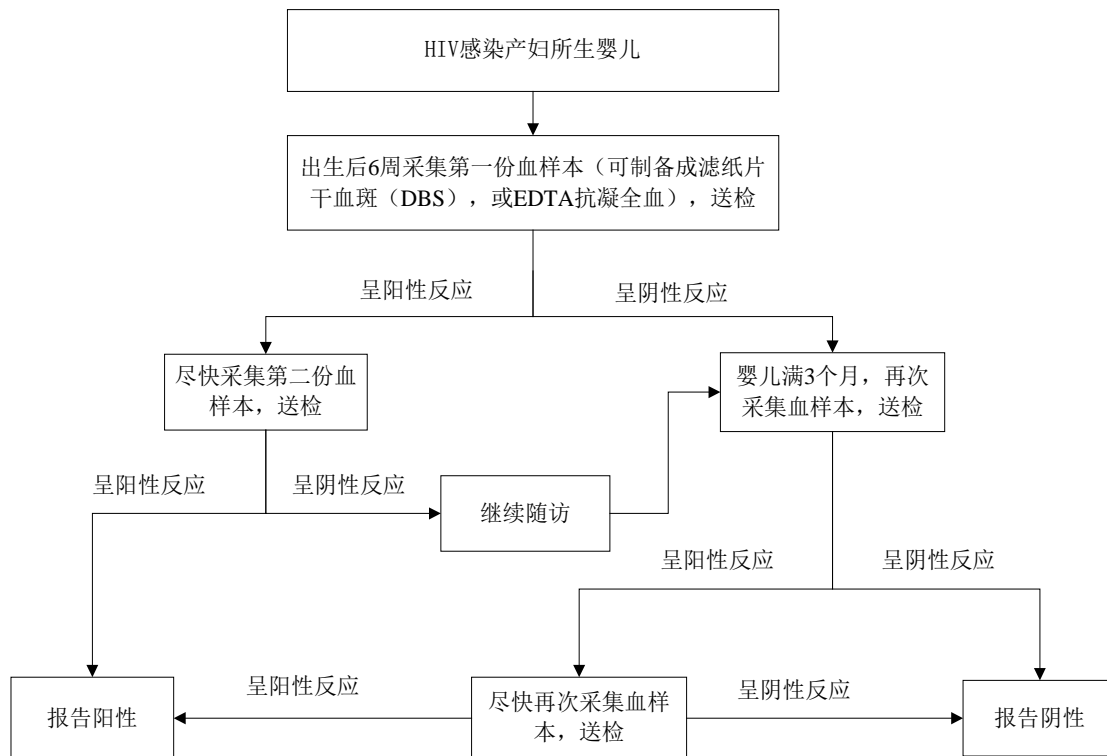 HIV感染产妇所生婴儿
出生后6周采集第一份血样本（可制备成滤纸片
干血斑（DBS），或EDTA抗凝全血），送检
呈阳性反应
呈阴性反应
尽快采集第二份血
样本，送检
婴儿满3个月，再次
采集血样本，送检
呈阳性反应
呈阴性反应
继续随访
呈阳性反应
呈阴性反应
报告阳性
呈阳性反应
尽快再次采集血样
本，送检
呈阴性反应
报告阴性